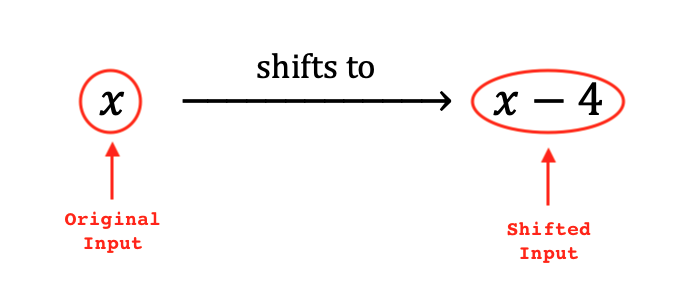 shifts to
x
x − 4
Original
Input
Shifted
Input